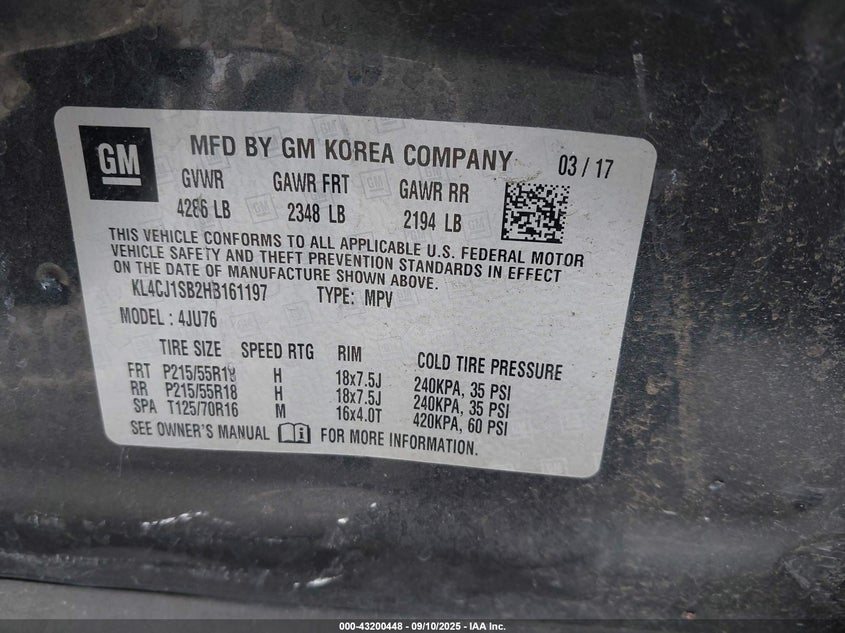 GM
MFD BY GM KOREA COMPANY 03 / 17
GVWR GAWR FRT GAWR RR
4286 LB 2348 LB 2194 LB
THIS VEHICLE CONFORMS TO ALL APPLICABLE U.S. FEDERAL MOTOR
VEHICLE SAFETY AND THEFT PREVENTION STANDARDS IN EFFECT
ON THE DATE OF MANUFACTURE SHOWN ABOVE.
KL4CJ1SB2HB161197 TYPE: MPV
MODEL : 4JU76
TIRE SIZE SPEED RTG RIM COLD TIRE PRESSURE
FRT P215/55R18 H 18x7.5J 240KPA, 35 PSI
RR P215/55R18 H 18x7.5J 240KPA, 35 PSI
SPA T125/70R16 M 16x4.0T 420KPA, 60 PSI
SEE OWNER'S MANUAL FOR MORE INFORMATION.
000-43200448 - 09/10/2025 - IAA Inc.